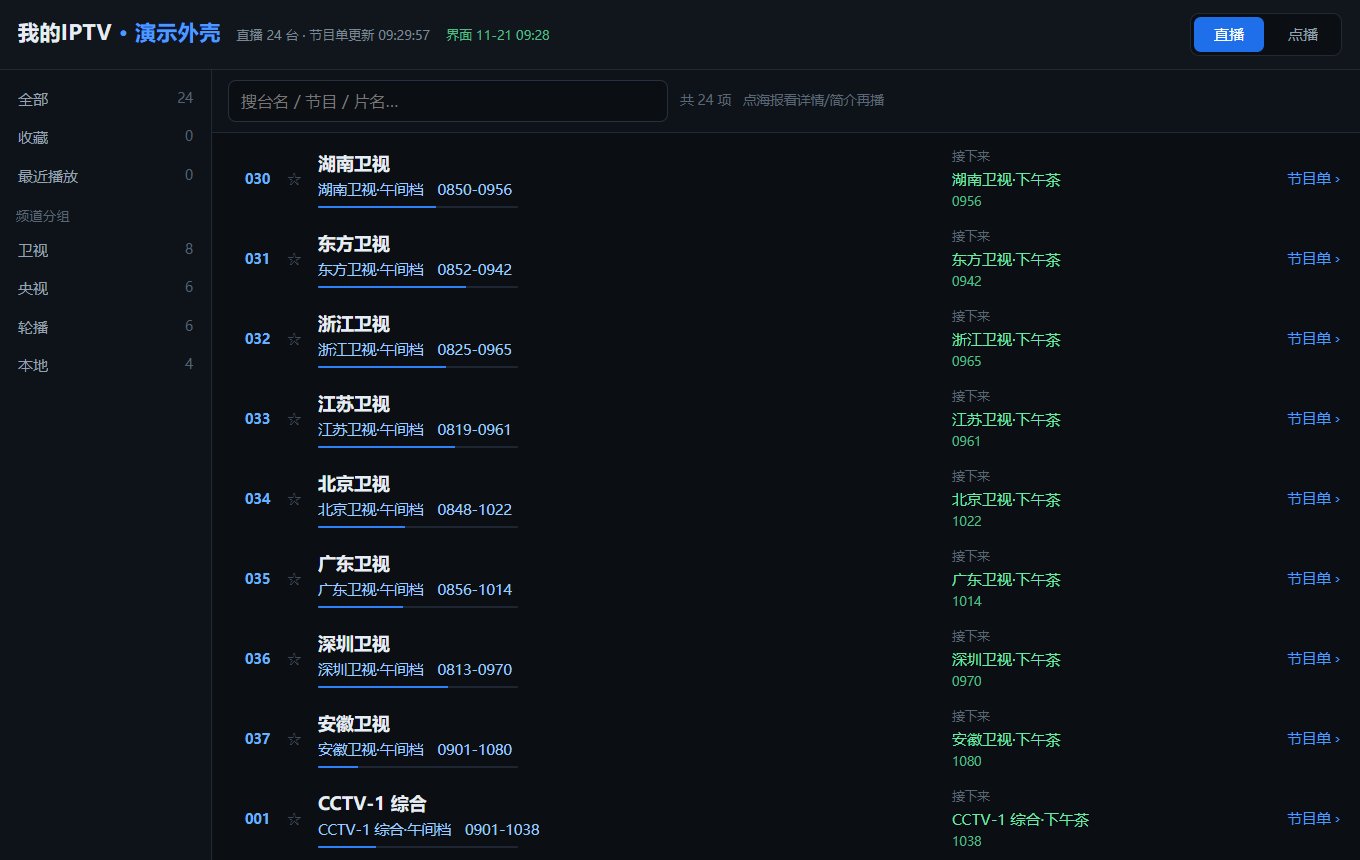 我的IPTV • 演示外壳 直播 24 台 · 节目单更新 09:29:57 界面 11-21 09:28 直播 点播
全部 24
收藏 0
最近播放 0
频道分组
卫视 8
央视 6
轮播 6
本地 4
搜台名 / 节目 / 片名... 共 24 项 点海报看详情/简介再播
030 ☆ 湖南卫视
湖南卫视·午间档 0850-0956
接下来
湖南卫视·下午茶
0956
节目单 ›
031 ☆ 东方卫视
东方卫视·午间档 0852-0942
接下来
东方卫视·下午茶
0942
节目单 ›
032 ☆ 浙江卫视
浙江卫视·午间档 0825-0965
接下来
浙江卫视·下午茶
0965
节目单 ›
033 ☆ 江苏卫视
江苏卫视·午间档 0819-0961
接下来
江苏卫视·下午茶
0961
节目单 ›
034 ☆ 北京卫视
北京卫视·午间档 0848-1022
接下来
北京卫视·下午茶
1022
节目单 ›
035 ☆ 广东卫视
广东卫视·午间档 0856-1014
接下来
广东卫视·下午茶
1014
节目单 ›
036 ☆ 深圳卫视
深圳卫视·午间档 0813-0970
接下来
深圳卫视·下午茶
0970
节目单 ›
037 ☆ 安徽卫视
安徽卫视·午间档 0901-1080
接下来
安徽卫视·下午茶
1080
节目单 ›
001 ☆ CCTV-1 综合
CCTV-1 综合·午间档 0901-1038
接下来
CCTV-1 综合·下午茶
1038
节目单 ›